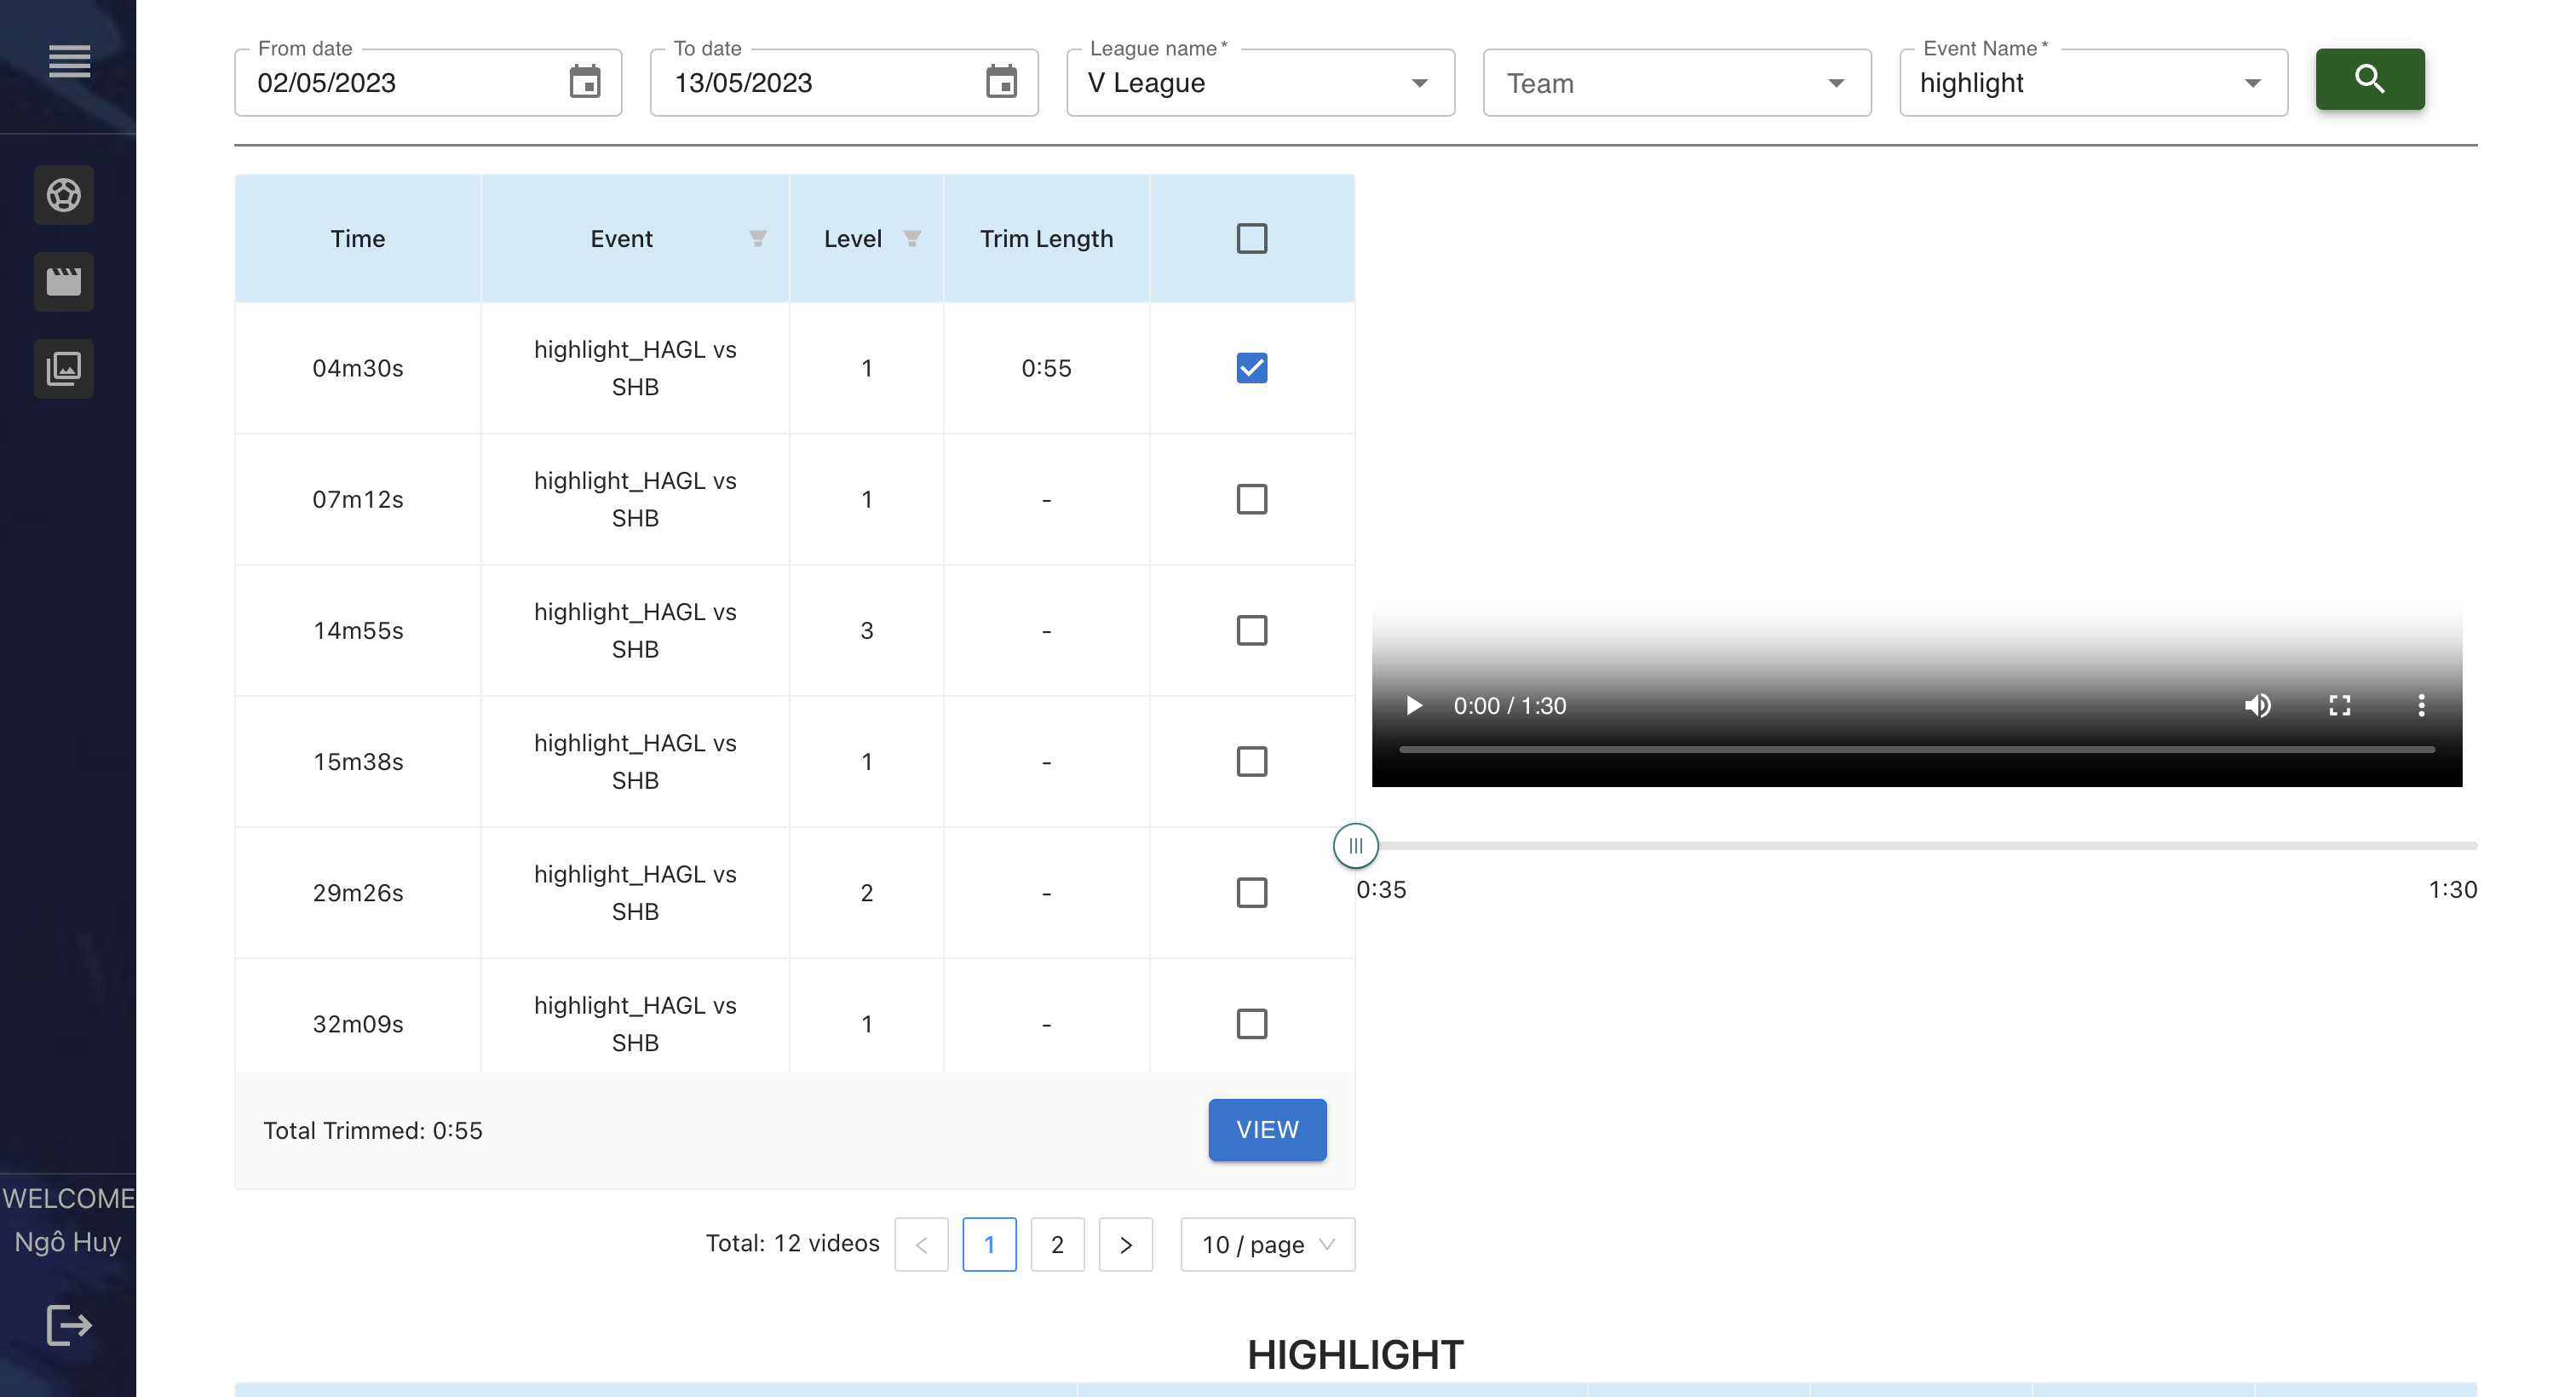 From date
02/05/2023
To date
13/05/2023
League name *
V League
Team
Event Name *
highlight
Time
Event
Level
Trim Length
04m30s
highlight_HAGL vs
SHB
1
0:55
07m12s
highlight_HAGL vs
SHB
1
-
14m55s
highlight_HAGL vs
SHB
3
-
15m38s
highlight_HAGL vs
SHB
1
-
29m26s
highlight_HAGL vs
SHB
2
-
32m09s
highlight_HAGL vs
SHB
1
-
Total Trimmed: 0:55
VIEW
Total: 12 videos
1
2
10 / page
0:00 / 1:30
0:35
1:30
WELCOME
Ngô Huy
HIGHLIGHT